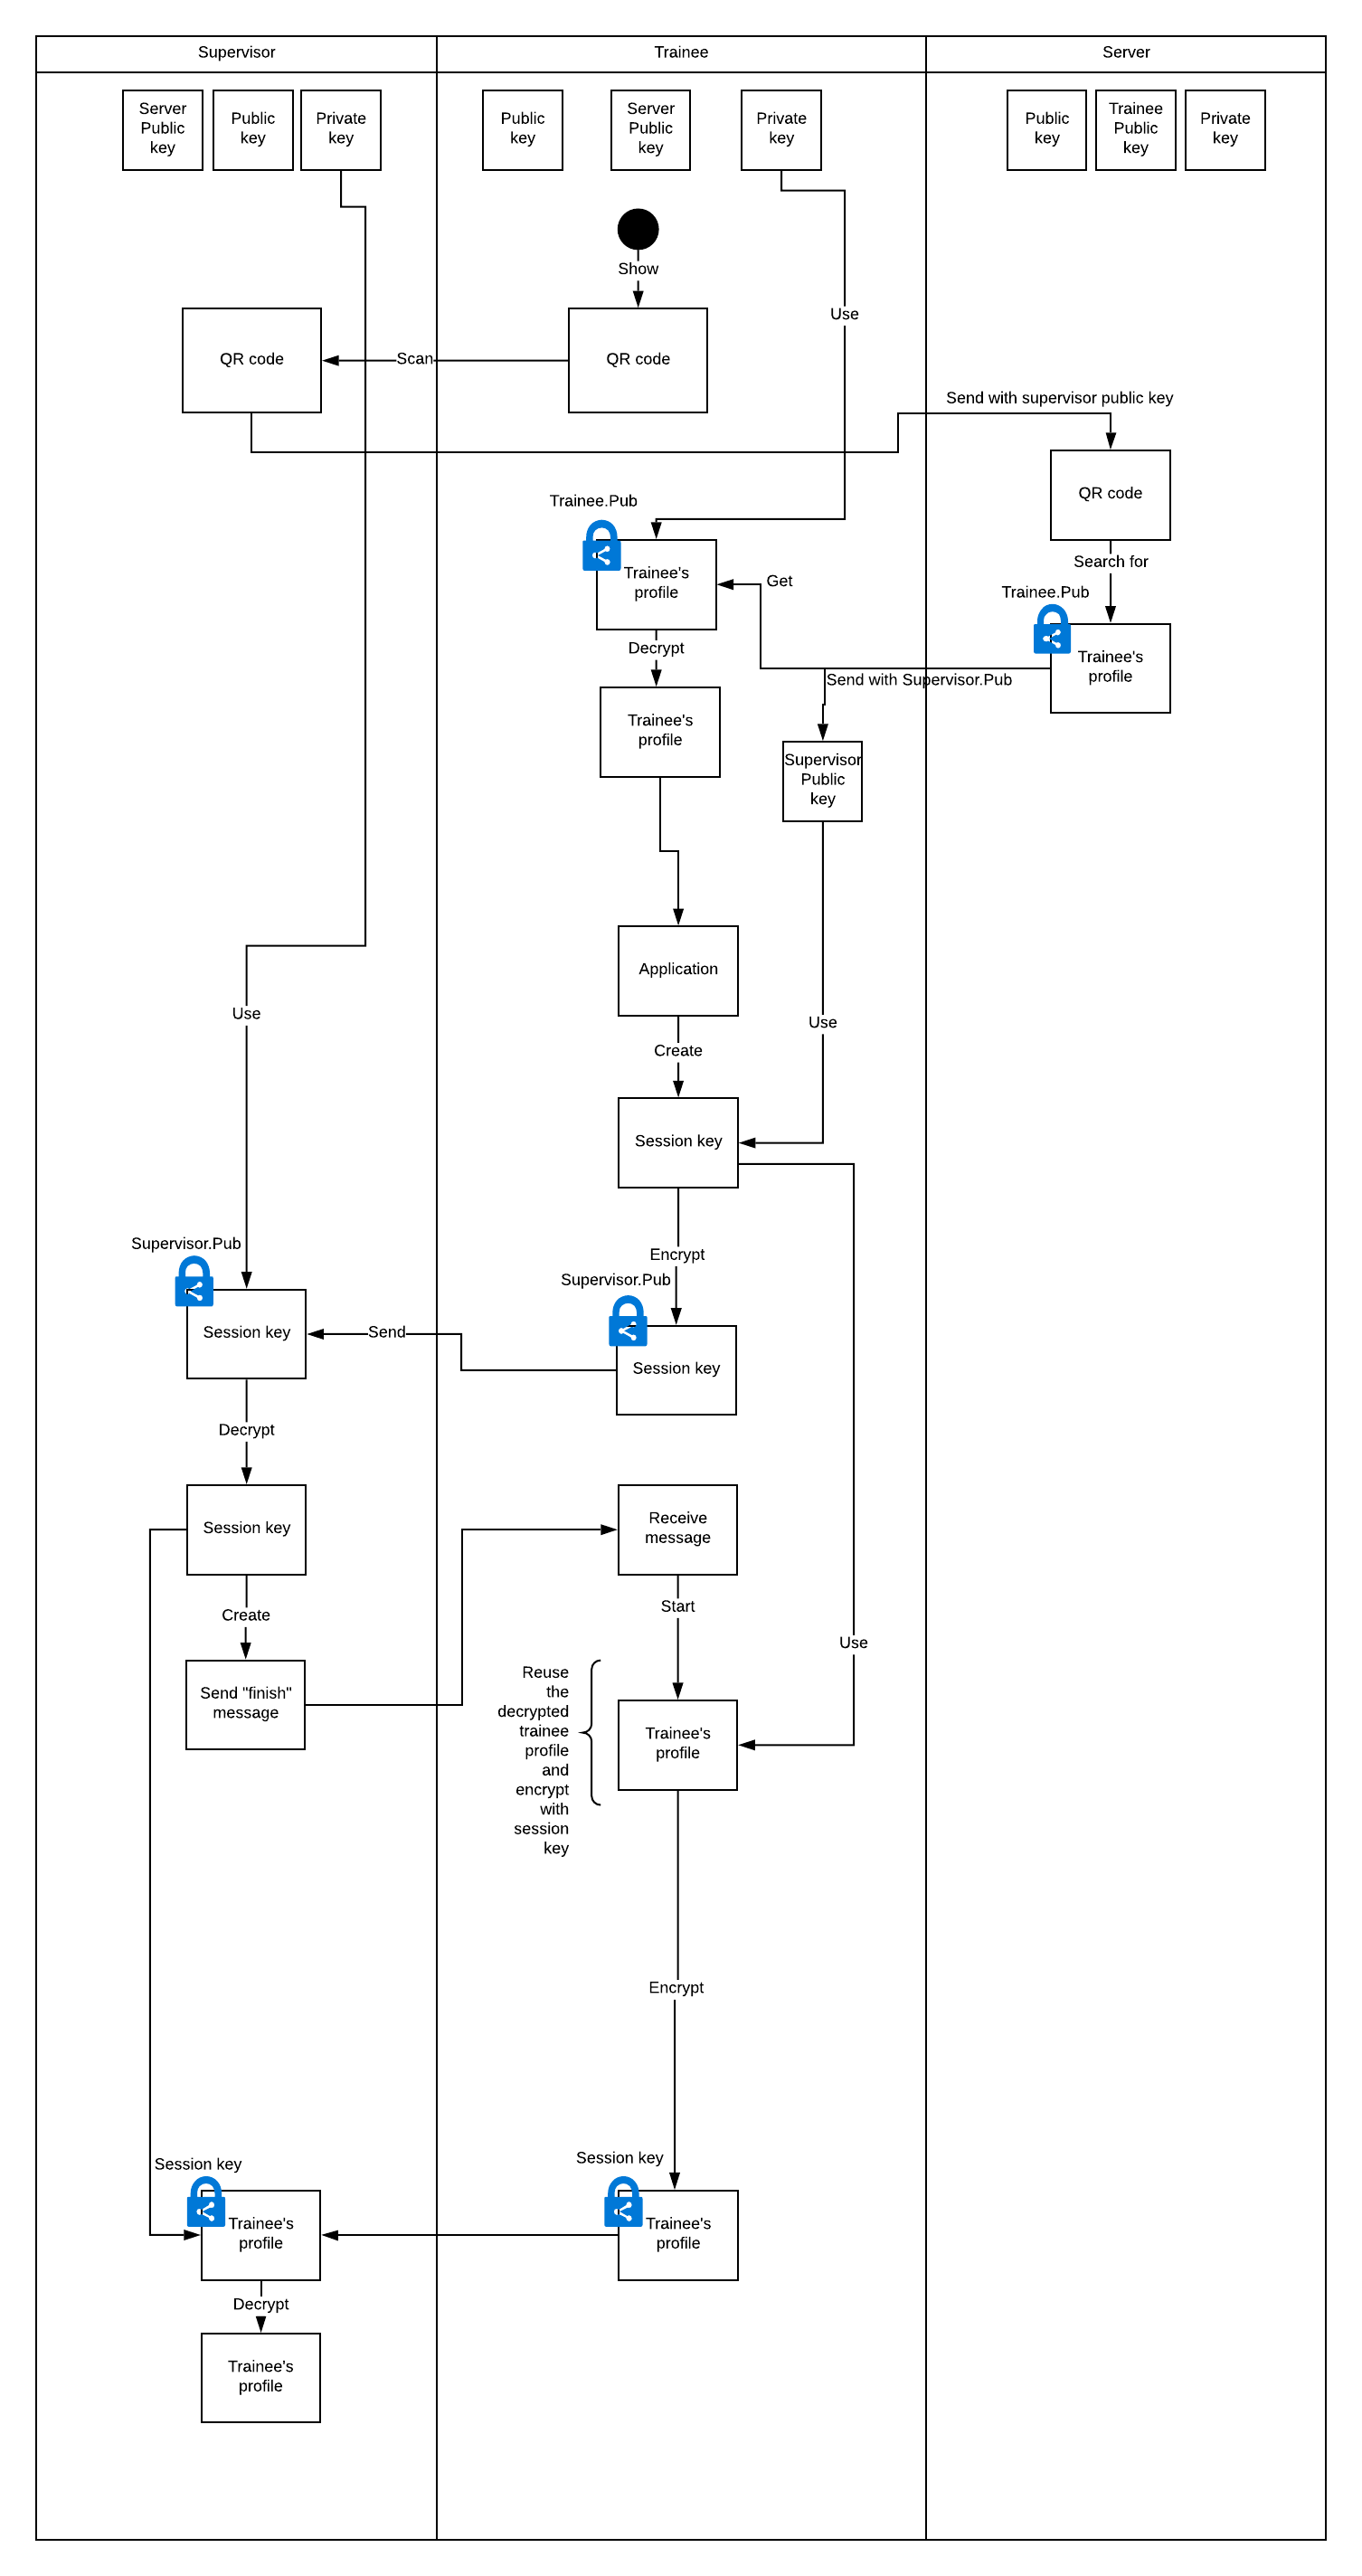 Supervisor
Trainee
Server
Server
Public
key
Public
key
Private
key
Public
key
Server
Public
key
Private
key
Public
key
Trainee
Public
key
Private
key
Show
Use
QR code
Scan
QR code
Send with supervisor public key
QR code
Trainee.Pub
Trainee's
profile
Get
Search for
Trainee.Pub
Trainee's
profile
Decrypt
Send with Supervisor.Pub
Trainee's
profile
Supervisor
Public
key
Application
Use
Use
Create
Session key
Supervisor.Pub
Encrypt
Supervisor.Pub
Session key
Send
Session key
Decrypt
Session key
Receive
message
Create
Start
Use
Send "finish"
message
Reuse
the
decrypted
trainee
profile
and
encrypt
with
session
key
Trainee's
profile
Encrypt
Session key
Session key
Trainee's
profile
Trainee's
profile
Decrypt
Trainee's
profile